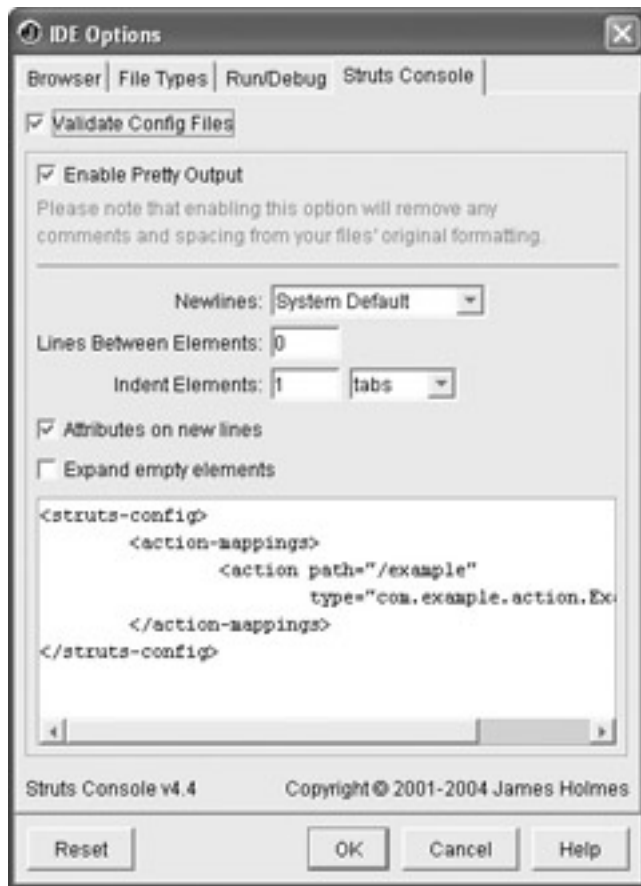 IDE Options
Browser File Types Run/Debug Struts Console
Validate Config Files
Enable Pretty Output
Please note that enabling this option will remove any
comments and spacing from your files' original formatting.
Newlines: System Default
Lines Between Elements: 0
Indent Elements: 1 tabs
Attributes on new lines
Expand empty elements
<struts-config>
<action-mappings>
<action path="/example"
type="com.example.action.Exa
</action-mappings>
</struts-config>
Struts Console v4.4 Copyright © 2001-2004 James Holmes
Reset OK Cancel Help